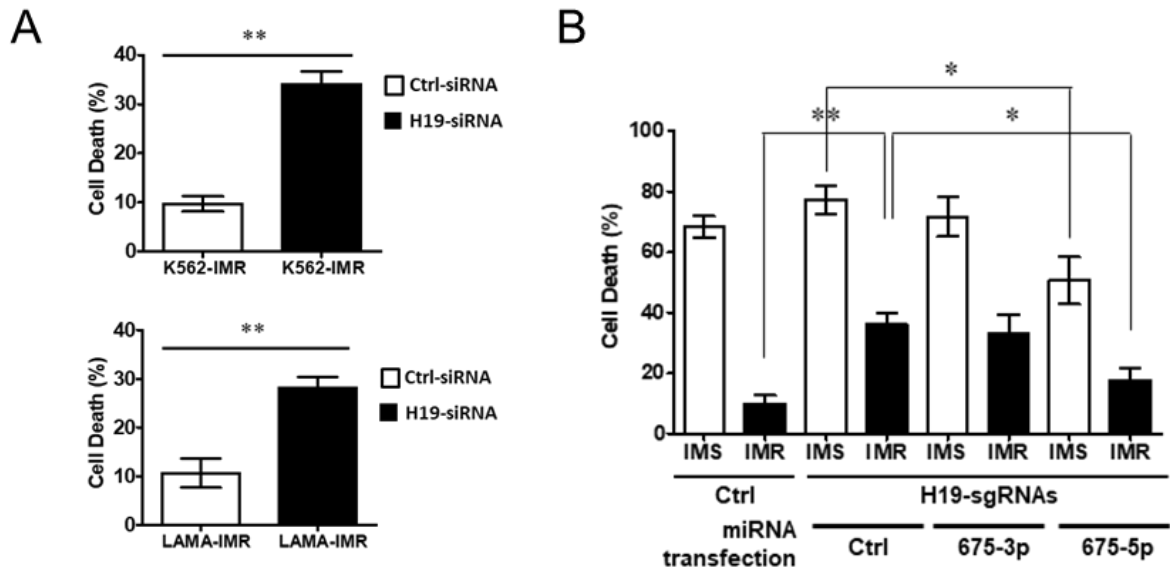 A
**
Cell Death (%)
40
30
20
10
0
K562-IMR K562-IMR
Ctrl-siRNA
H19-siRNA
**
Cell Death (%)
40
30
20
10
0
LAMA-IMR LAMA-IMR
Ctrl-siRNA
H19-siRNA
B
*
** *
Cell Death (%)
100
80
60
40
20
0
IMS IMR IMS IMR IMS IMR IMS IMR
Ctrl H19-sgRNAs
miRNA
transfection Ctrl 675-3p 675-5p